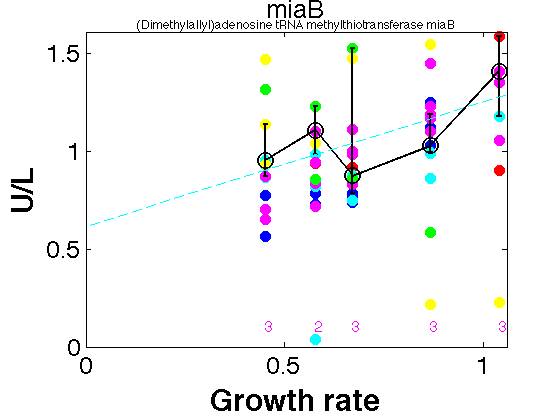 miaB
(Dimethylallyl)adenosine tRNA methylthiotransferase miaB
1.5
1
0.5
0
U/L
3 2 3 3 3
0 0.5 1
Growth rate